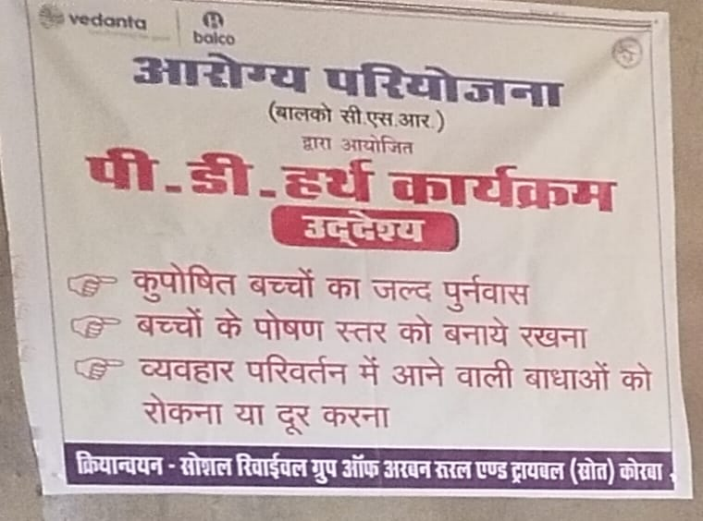 vedanta
balco
आरोग्य परियोजना
(बालको सी.एस.आर.)
द्वारा आयोजित
पी.डी.हर्थ कार्यक्रम
उद्देश्य
कुपोषित बच्चों का जल्द पुर्नवास
बच्चों के पोषण स्तर को बनाये रखना
व्यवहार परिवर्तन में आने वाली बाधाओं को
रोकना या दूर करना
क्रियान्वयन - सोशल रिवाईवल ग्रुप ऑफ अरबन रूरल एण्ड ट्रायबल (स्रोत) कोरबा